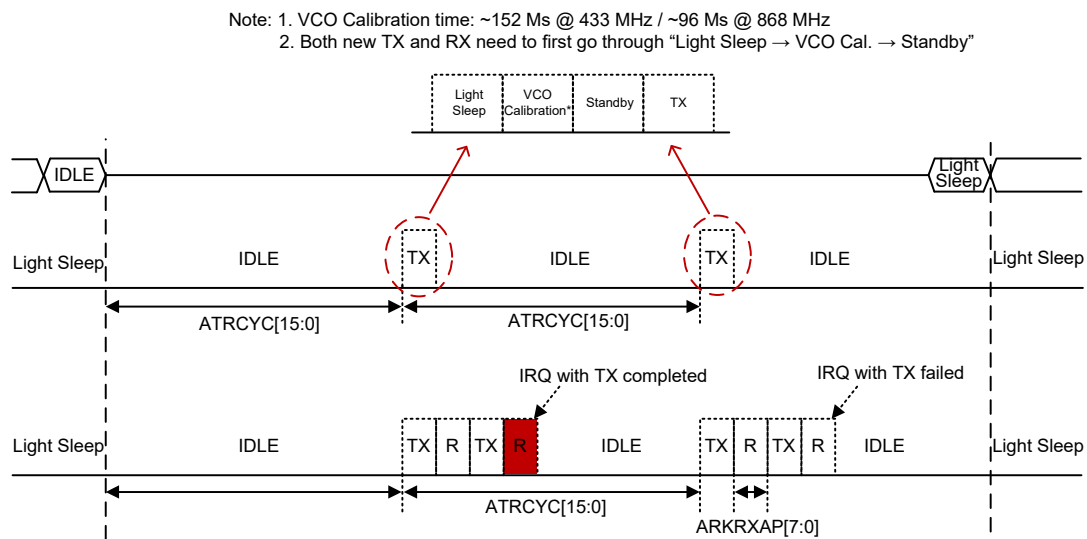 Note: 1. VCO Calibration time: ~152 Ms @ 433 MHz / ~96 Ms @ 868 MHz
2. Both new TX and RX need to first go through “Light Sleep → VCO Cal. → Standby”
Light Sleep
VCO Calibration*
Standby
TX
IDLE
Light Sleep
Light Sleep
IDLE
TX
IDLE
TX
IDLE
Light Sleep
ATRCYC[15:0]
ATRCYC[15:0]
IRQ with TX completed
IRQ with TX failed
Light Sleep
IDLE
TX
R
TX
R
IDLE
TX
R
TX
R
IDLE
Light Sleep
ATRCYC[15:0]
ARKRXAP[7:0]